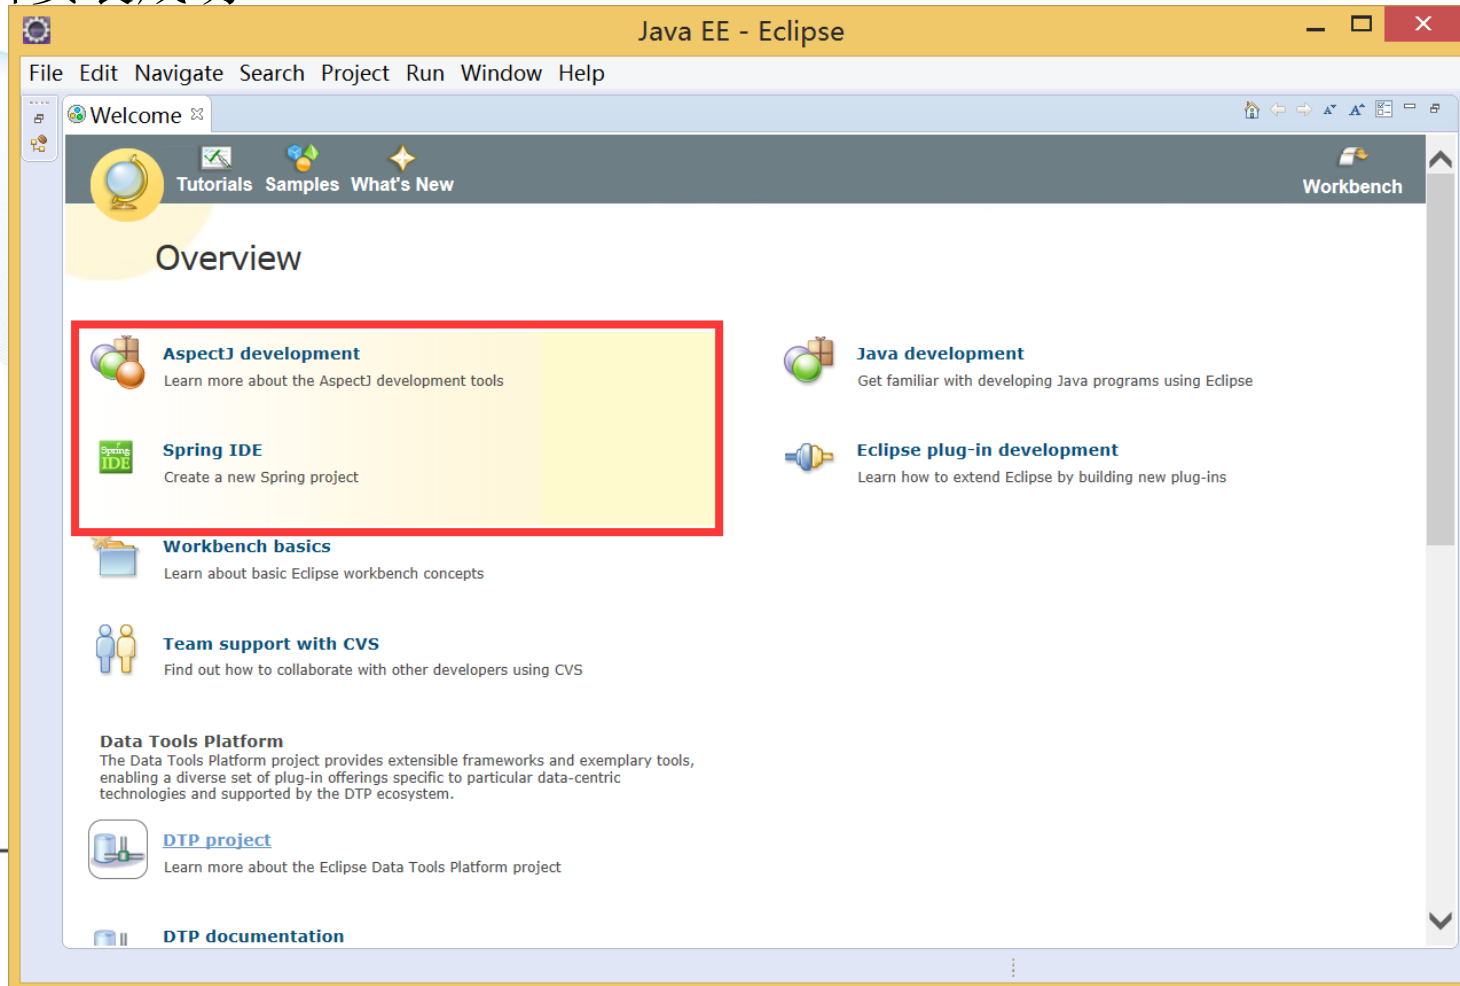 Java EE - Eclipse
File Edit Navigate Search Project Run Window Help
Welcome
Tutorials Samples What's New
Workbench
Overview
AspectJ development
Learn more about the AspectJ development tools
Java development
Get familiar with developing Java programs using Eclipse
Spring IDE
Spring IDE
Create a new Spring project
Eclipse plug-in development
Learn how to extend Eclipse by building new plug-ins
Workbench basics
Learn about basic Eclipse workbench concepts
Team support with CVS
Find out how to collaborate with other developers using CVS
Data Tools Platform
The Data Tools Platform project provides extensible frameworks and exemplary tools,
enabling a diverse set of plug-in offerings specific to particular data-centric
technologies and supported by the DTP ecosystem.
DTP project
Learn more about the Eclipse Data Tools Platform project
DTP documentation